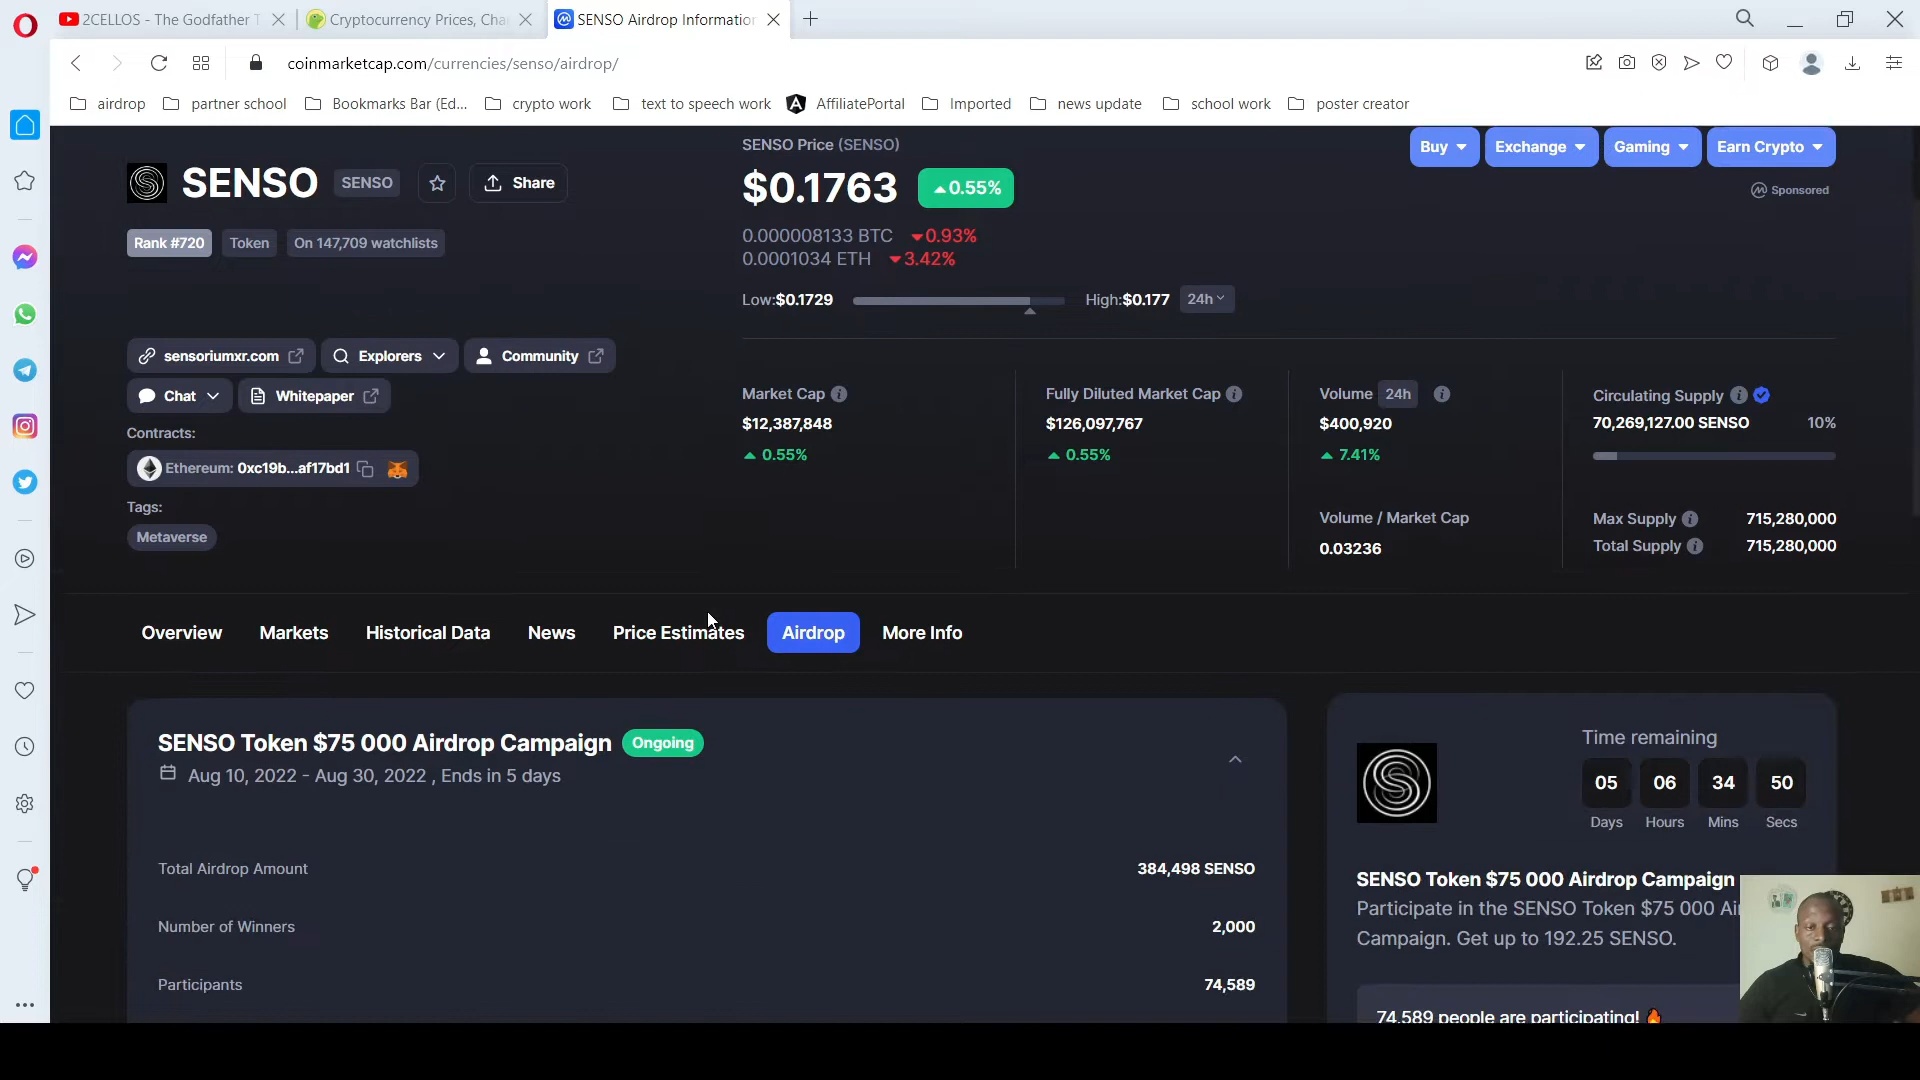 2CELLOS - The Godfather T
Cryptocurrency Prices, Cha
SENSO Airdrop Informatio
coinmarketcap.com/currencies/senso/airdrop/
airdrop
partner school
Bookmarks Bar (Ed...
crypto work
text to speech work
AffiliatePortal
Imported
news update
school work
poster creator
SENSO
SENSO
Share
Rank #720
Token
On 147,709 watchlists
sensoriumxr.com
Explorers
Community
Chat
Whitepaper
Contracts:
Ethereum: 0xc19b...af17bd1
Tags:
Metaverse
SENSO Price (SENSO)
$0.1763
0.55%
0.000008133 BTC 0.93%
0.0001034 ETH 3.42%
Low:$0.1729
High:$0.177
24h
Buy
Exchange
Gaming
Earn Crypto
Sponsored
Market Cap
$12,387,848
0.55%
Fully Diluted Market Cap
$126,097,767
0.55%
Volume 24h
$400,920
7.41%
Volume / Market Cap
0.03236
Circulating Supply
70,269,127.00 SENSO 10%
Max Supply 715,280,000
Total Supply 715,280,000
Overview
Markets
Historical Data
News
Price Estimates
Airdrop
More Info
SENSO Token $75 000 Airdrop Campaign Ongoing
Aug 10, 2022 - Aug 30, 2022 , Ends in 5 days
Total Airdrop Amount 384,498 SENSO
Number of Winners 2,000
Participants 74,589
Time remaining
05 06 34 50
Days Hours Mins Secs
SENSO Token $75 000 Airdrop Campaign
Participate in the SENSO Token $75 000 Ai
Campaign. Get up to 192.25 SENSO.
74,589 people are participating!